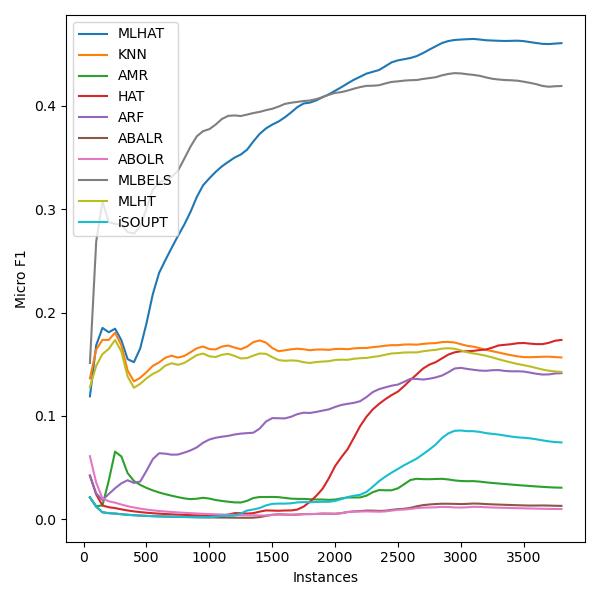 MLHAT
KNN
AMR
HAT
ARF
ABALR
ABOLR
MLBELS
MLHT
iSOUPT
Micro F1
0.4
0.3
0.2
0.1
0.0
0 500 1000 1500 2000 2500 3000 3500
Instances